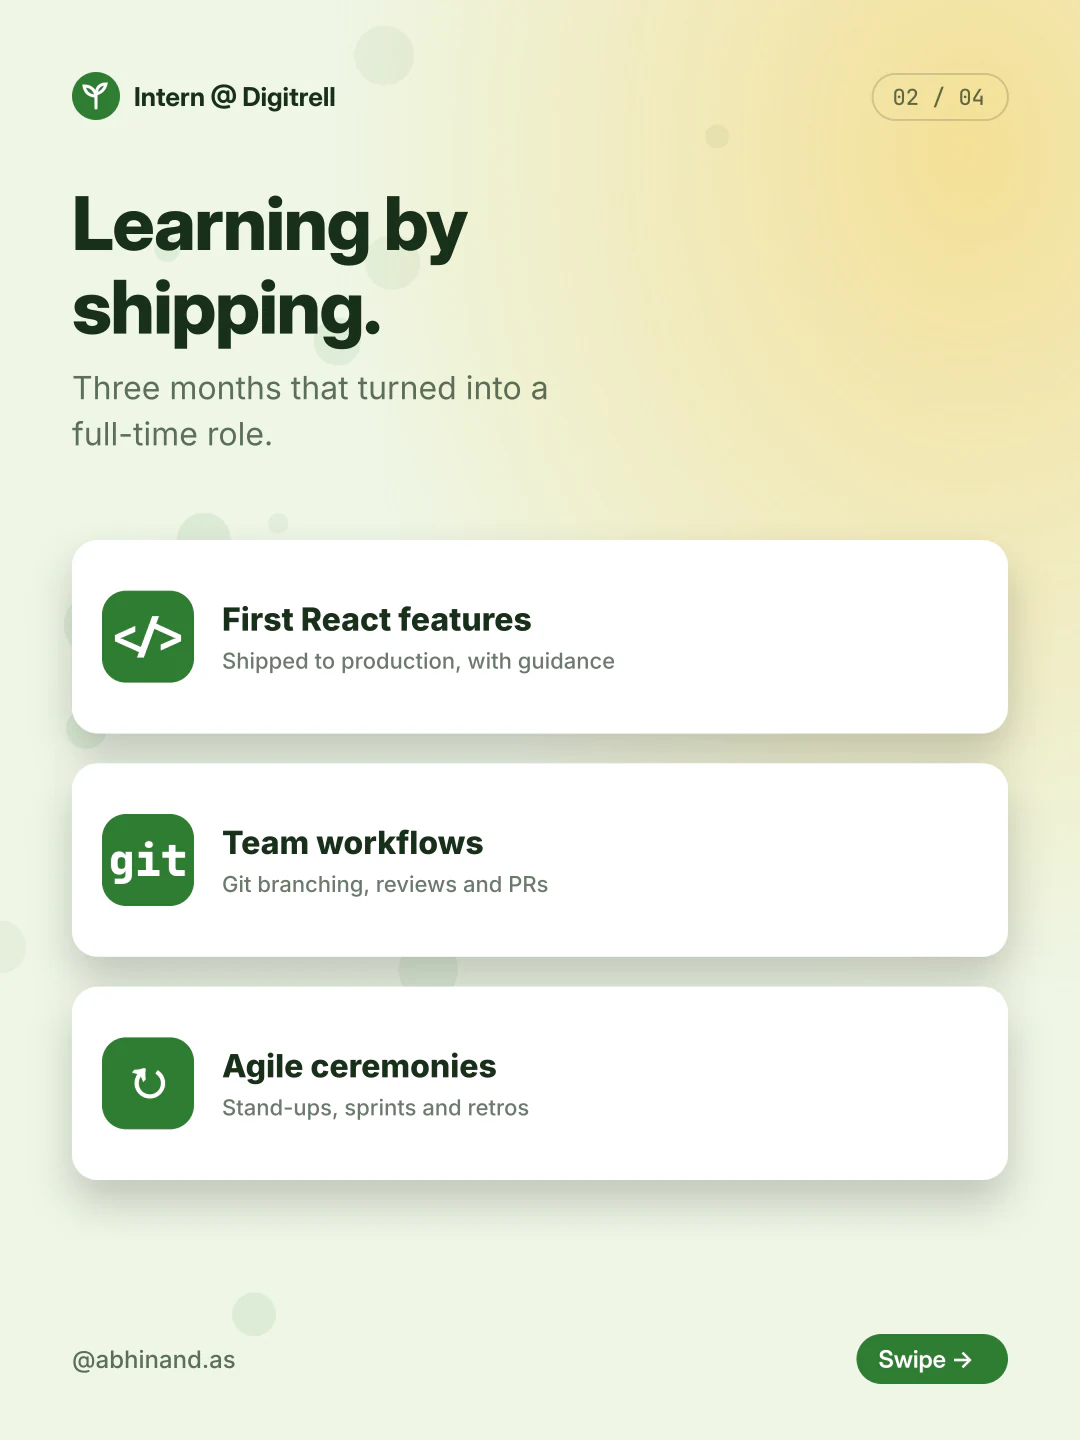 Intern @ Digitrell
02 / 04
Learning by
shipping.
Three months that turned into a
full-time role.
</>
First React features
Shipped to production, with guidance
git
Team workflows
Git branching, reviews and PRs
↻
Agile ceremonies
Stand-ups, sprints and retros
@abhinand.as
Swipe →